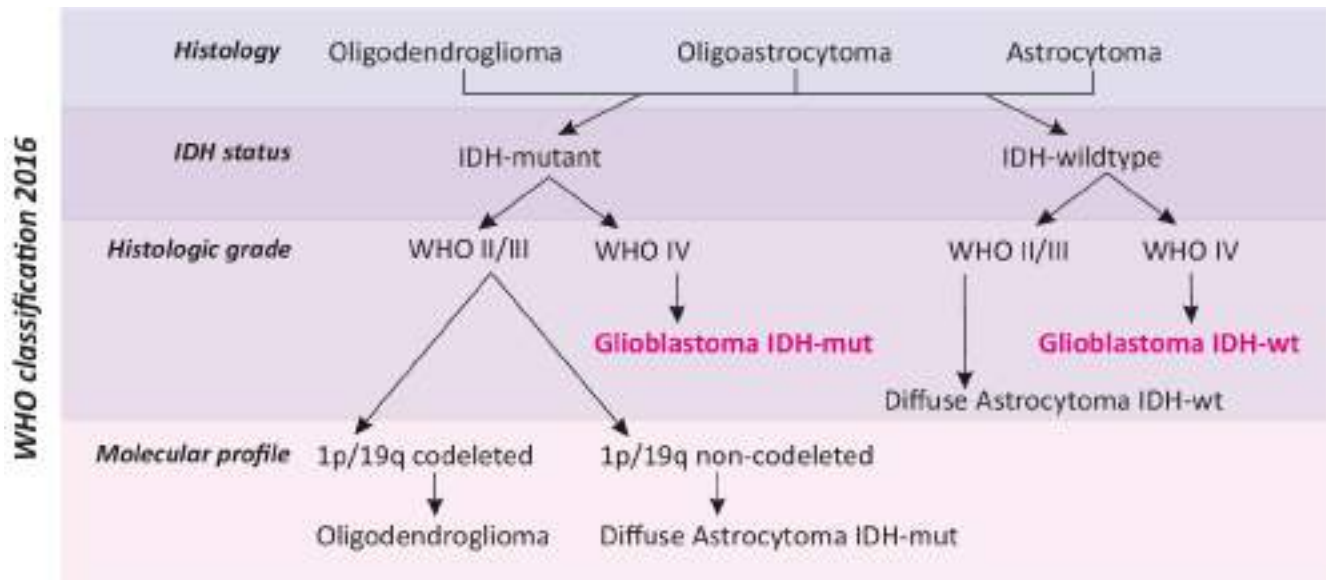 WHO classification 2016
Histology Oligodendroglioma Oligoastrocytoma Astrocytoma
IDH status IDH-mutant IDH-wildtype
Histologic grade WHO II/III WHO IV WHO II/III WHO IV
Glioblastoma IDH-mut Glioblastoma IDH-wt
Diffuse Astrocytoma IDH-wt
Molecular profile 1p/19q codeleted 1p/19q non-codeleted
Oligodendroglioma Diffuse Astrocytoma IDH-mut